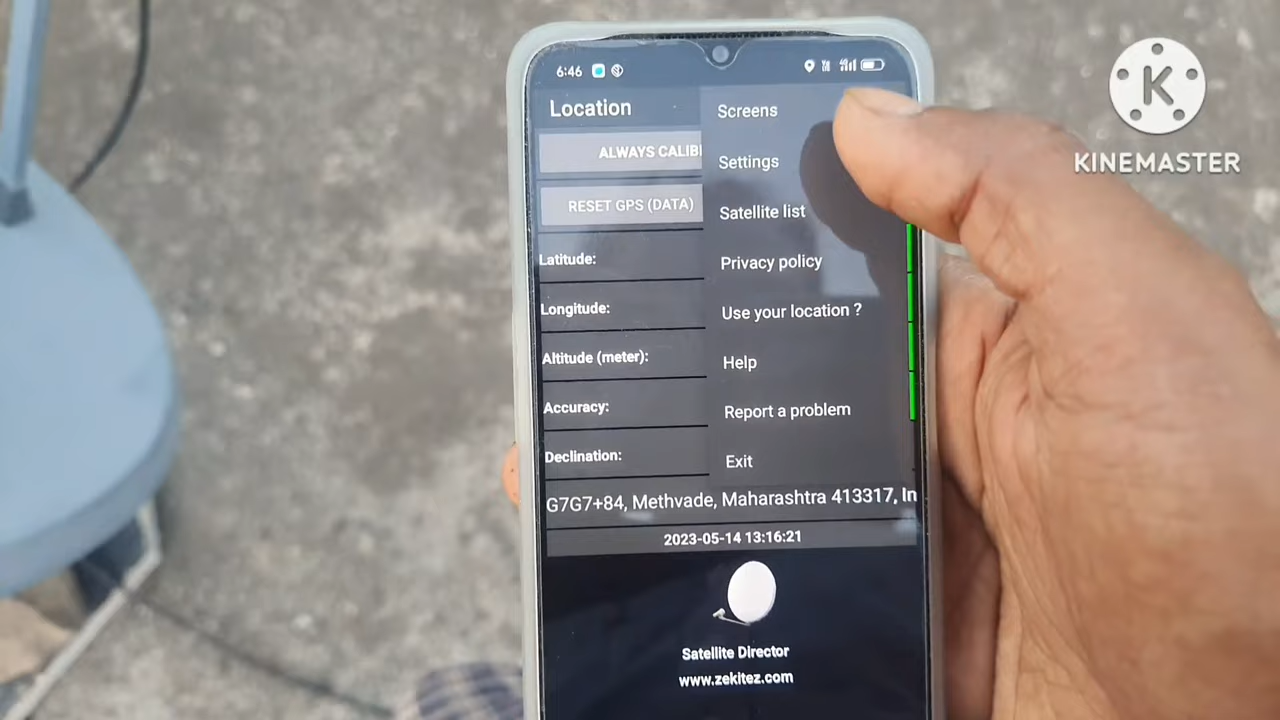 6:46
Location
ALWAYS CALIB
RESET GPS (DATA)
Latitude:
Longitude:
Altitude (meter):
Accuracy:
Declination:
Screens
Settings
Satellite list
Privacy policy
Use your location ?
Help
Report a problem
Exit
G7G7+84, Methvade, Maharashtra 413317, In
2023-05-14 13:16:21
Satellite Director
www.zekitez.com
K
KINEMASTER